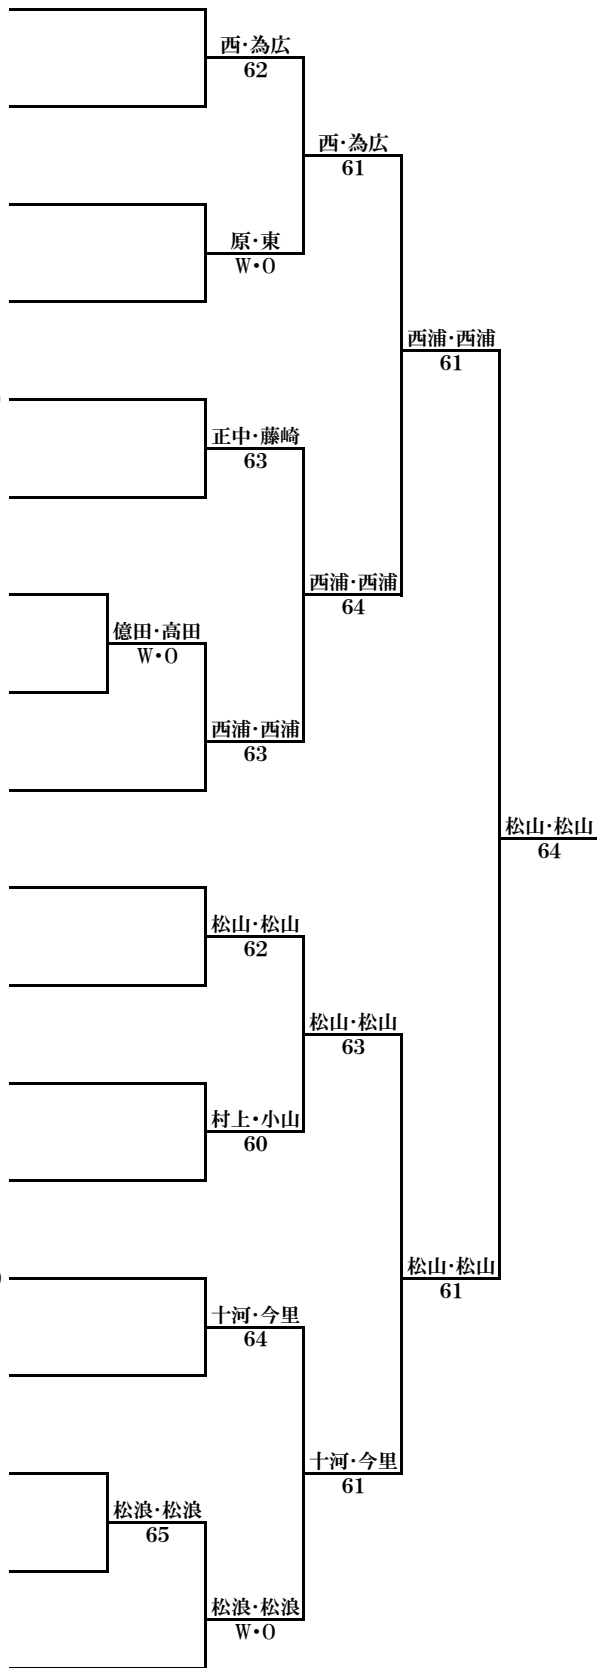 西・為広
62
西・為広
61
原・東
W・O
西浦・西浦
61
正中・藤崎
63
西浦・西浦
64
億田・高田
W・O
西浦・西浦
63
松山・松山
64
松山・松山
62
松山・松山
63
村上・小山
60
松山・松山
61
十河・今里
64
十河・今里
61
松浪・松浪
65
松浪・松浪
W・O